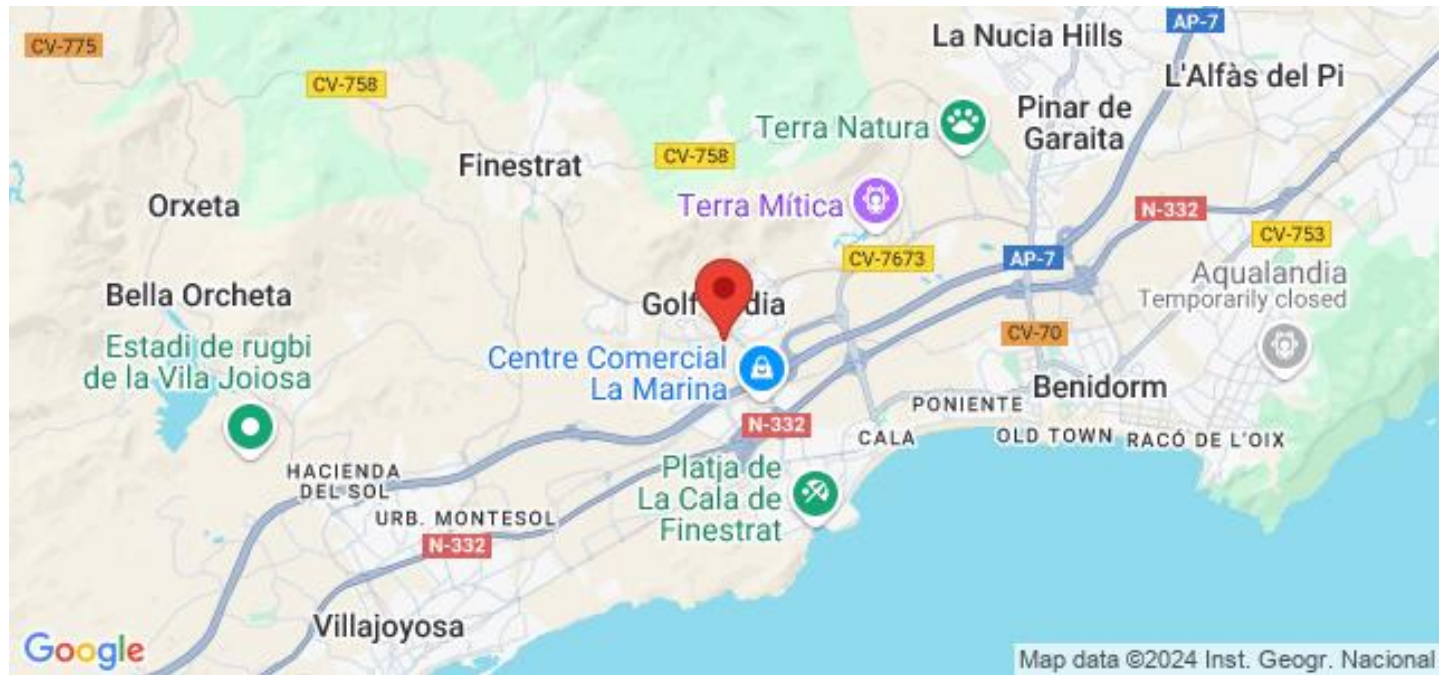 AP-7
La Nucia Hills
CV-775
L'Alfàs del Pi
CV-758
Pinar de
Garaita
Terra Natura
CV-758
Finestrat
Orxeta
Terra Mítica
N-332
CV-753
CV-7673
AP-7
Aqualandia
Temporarily closed
Bella Orcheta
Golf dia
CV-70
Estadi de rugbi
de la Vila Joiosa
Centre Comercial
La Marina
Benidorm
PONIENTE
N-332
CALA
OLD TOWN
RACÓ DE L'OIX
HACIENDA
DEL SOL
Platja de
La Cala de
Finestrat
URB. MONTESOL
N-332
Villajoyosa
Google
Map data ©2024 Inst. Geogr. Nacional